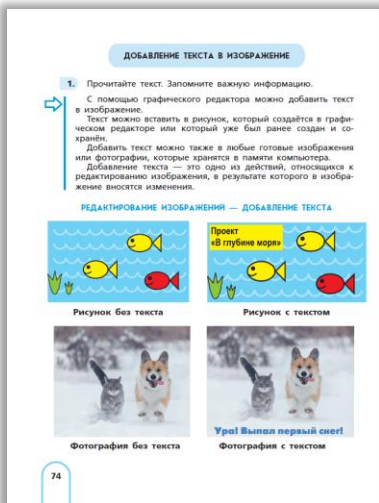 ДОБАВЛЕНИЕ ТЕКСТА В ИЗОБРАЖЕНИЕ
1. Прочитайте текст. Запомните важную информацию.
С помощью графического редактора можно добавить текст
в изображение.
Текст можно вставить в рисунок, который создаётся в графи-
ческом редакторе или который уже был ранее создан и со-
хранён.
Добавить текст можно также в любые готовые изображения
или фотографии, которые хранятся в памяти компьютера.
Добавление текста — это одно из действий, относящихся к
редактированию изображения, в результате которого в изобра-
жение вносятся изменения.
РЕДАКТИРОВАНИЕ ИЗОБРАЖЕНИЙ — ДОБАВЛЕНИЕ ТЕКСТА
Проект
«В глубине моря»
Рисунок без текста
Рисунок с текстом
Ура! Выпал первый снег!
Фотография без текста
Фотография с текстом
74